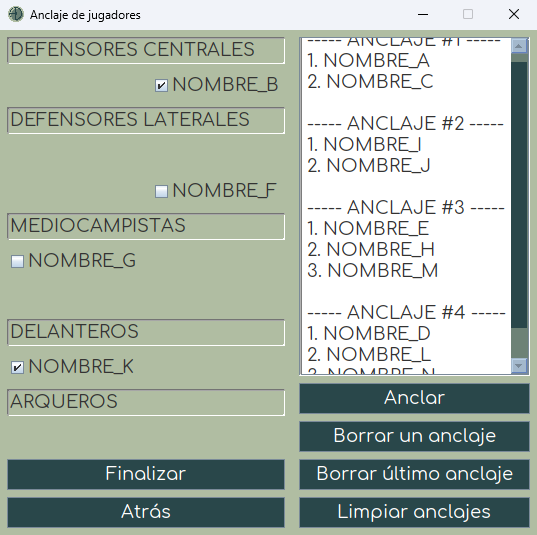 Anclaje de jugadores
DEFENSORES CENTRALES
NOMBRE_B
DEFENSORES LATERALES
NOMBRE_F
MEDIOCAMPISTAS
NOMBRE_G
DELANTEROS
NOMBRE_K
ARQUEROS
Finalizar
Atrás
----- ANCLAJE #1 -----
1. NOMBRE_A
2. NOMBRE_C
----- ANCLAJE #2 -----
1. NOMBRE_I
2. NOMBRE_J
----- ANCLAJE #3 -----
1. NOMBRE_E
2. NOMBRE_H
3. NOMBRE_M
----- ANCLAJE #4 -----
1. NOMBRE_D
2. NOMBRE_L
3. NOMBRE_N
Anclar
Borrar un anclaje
Borrar último anclaje
Limpiar anclajes